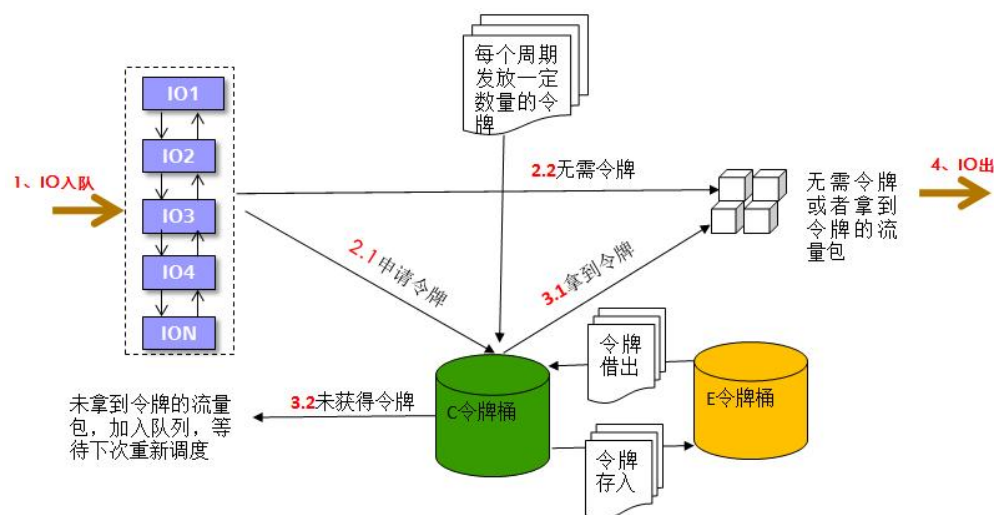 每个周期
发放一定
数量的令
牌
IO1
IO2
IO3
IO4
ION
1、IO入队
2.2无需令牌
4、IO出
无需令牌
或者拿到
令牌的流
量包
2.1申请令牌
3.1拿到令牌
令牌
借出
C令牌桶
E令牌桶
3.2未获得令牌
未拿到令牌的流量
包，加入队列，等
待下次重新调度
令牌
存入